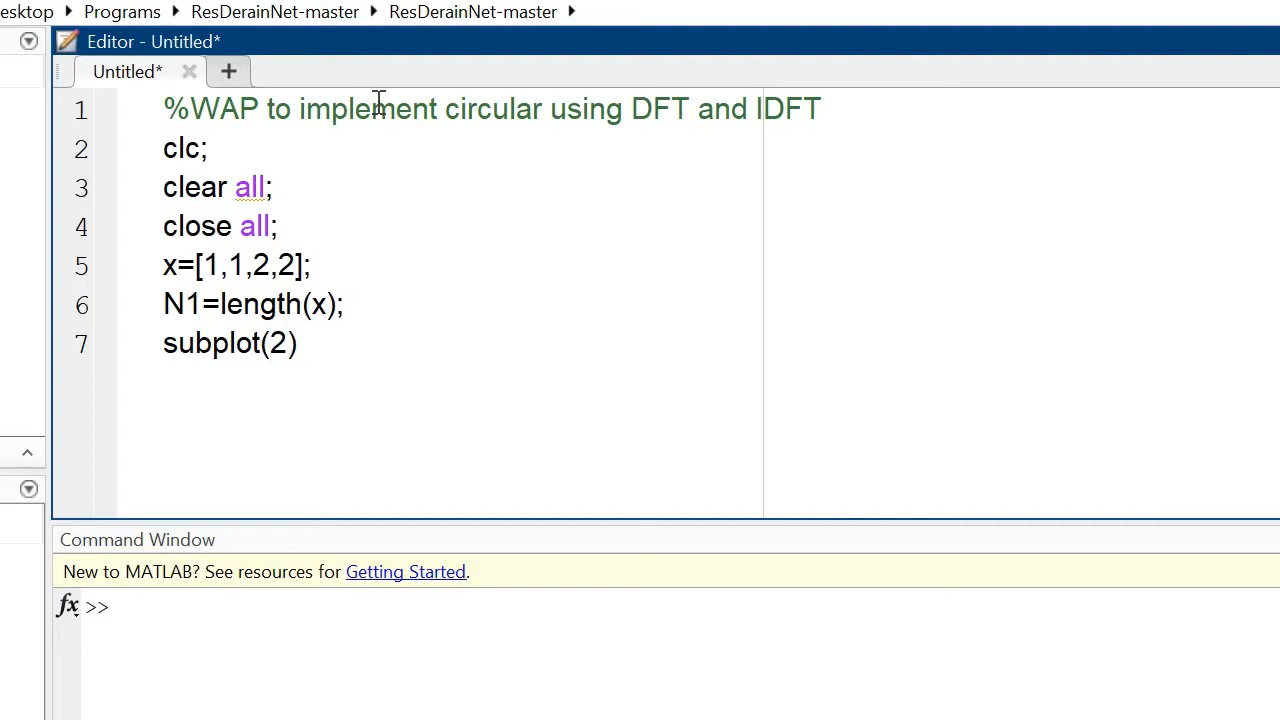 esktop ▸ Programs ▸ ResDerainNet-master ▸ ResDerainNet-master ▸
Editor - Untitled*
Untitled* × +
1 %WAP to implement circular using DFT and IDFT
2 clc;
3 clear all;
4 close all;
5 x=[1,1,2,2];
6 N1=length(x);
7 subplot(2)
Command Window
New to MATLAB? See resources for Getting Started.
fx >>